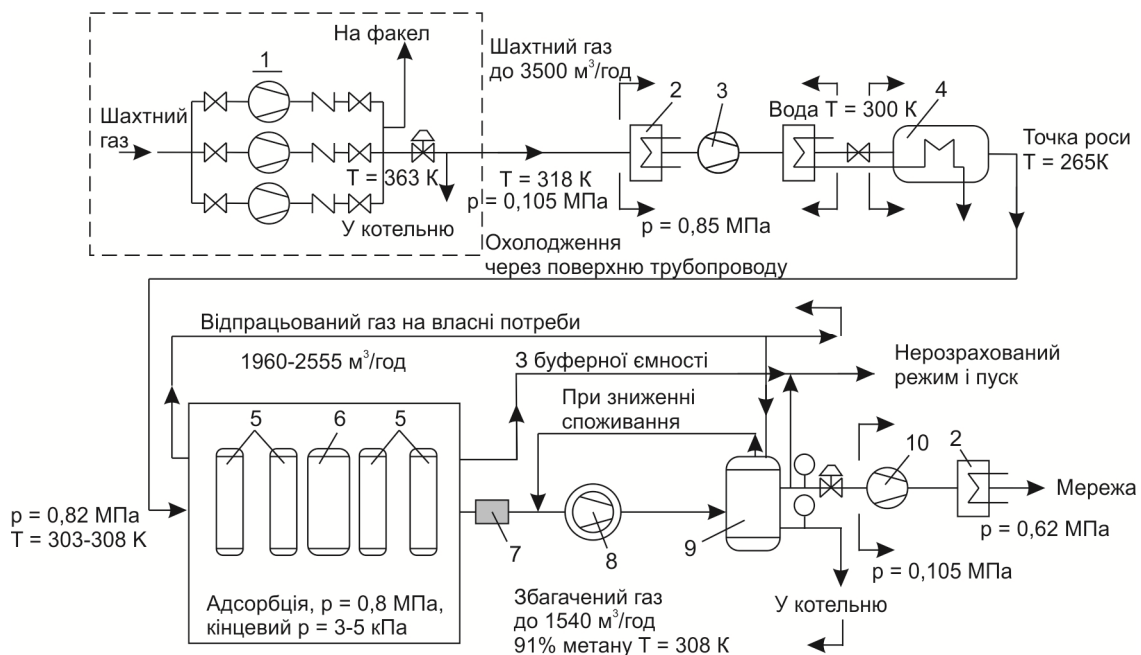 На факел
1
Шахтний
газ
T = 363 К
У котельню
Шахтний газ
до 3500 м³/год
T = 318 К
p = 0,105 МПа
2
3
p = 0,85 МПа
Вода T = 300 К
4
Точка роси
T = 265К
Охолодження
через поверхню трубопроводу
Відпрацьований газ на власні потреби
1960-2555 м³/год
З буферної ємності
Нерозрахований
режим і пуск
При зниженні
споживання
5
6
5
10
2
Мережа
p = 0,82 МПа
T = 303-308 К
7
8
9
p = 0,62 МПа
p = 0,105 МПа
Адсорбція, p = 0,8 МПа,
кінцевий p = 3-5 кПа
Збагачений газ
до 1540 м³/год
91% метану T = 308 К
У котельню